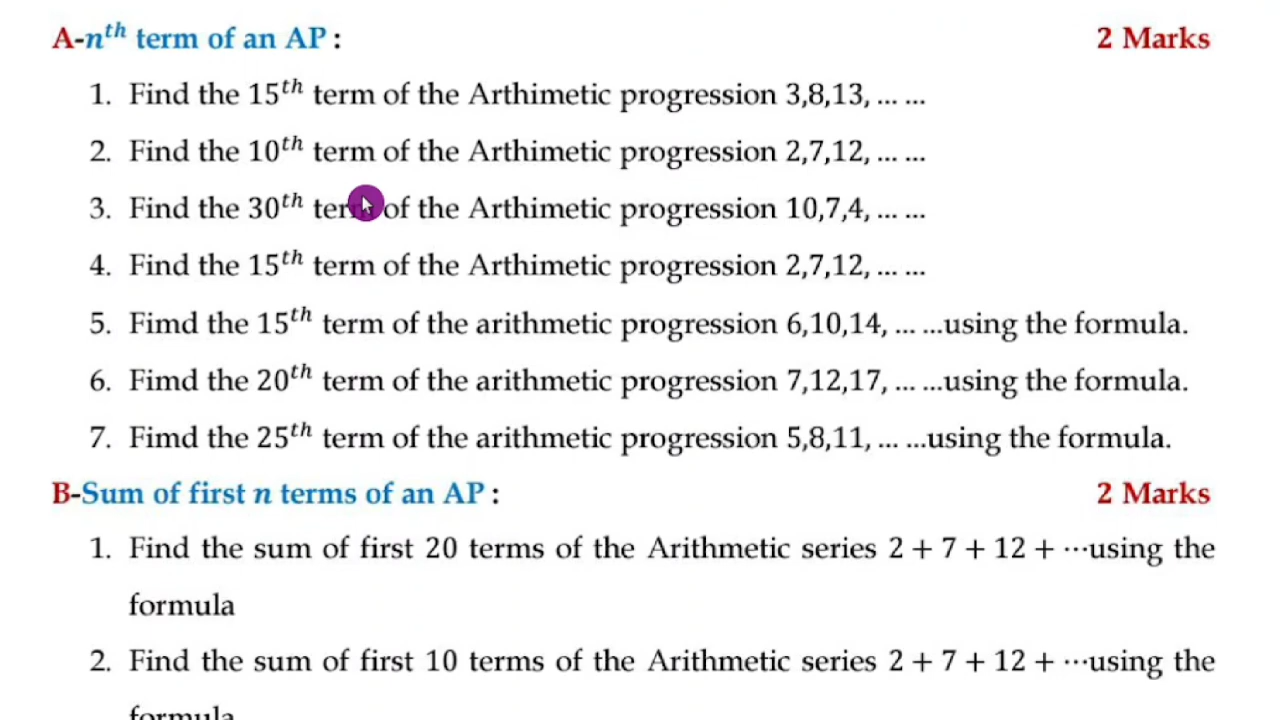 A-nᵗʰ term of an AP : 2 Marks
1. Find the 15ᵗʰ term of the Arthimetic progression 3,8,13, ... ...
2. Find the 10ᵗʰ term of the Arthimetic progression 2,7,12, ... ...
3. Find the 30ᵗʰ term of the Arthimetic progression 10,7,4, ... ...
4. Find the 15ᵗʰ term of the Arthimetic progression 2,7,12, ... ...
5. Fimd the 15ᵗʰ term of the arithmetic progression 6,10,14, ... ...using the formula.
6. Fimd the 20ᵗʰ term of the arithmetic progression 7,12,17, ... ...using the formula.
7. Fimd the 25ᵗʰ term of the arithmetic progression 5,8,11, ... ...using the formula.
B-Sum of first n terms of an AP : 2 Marks
1. Find the sum of first 20 terms of the Arithmetic series 2 + 7 + 12 + ⋯using the
formula
2. Find the sum of first 10 terms of the Arithmetic series 2 + 7 + 12 + ⋯using the
formula